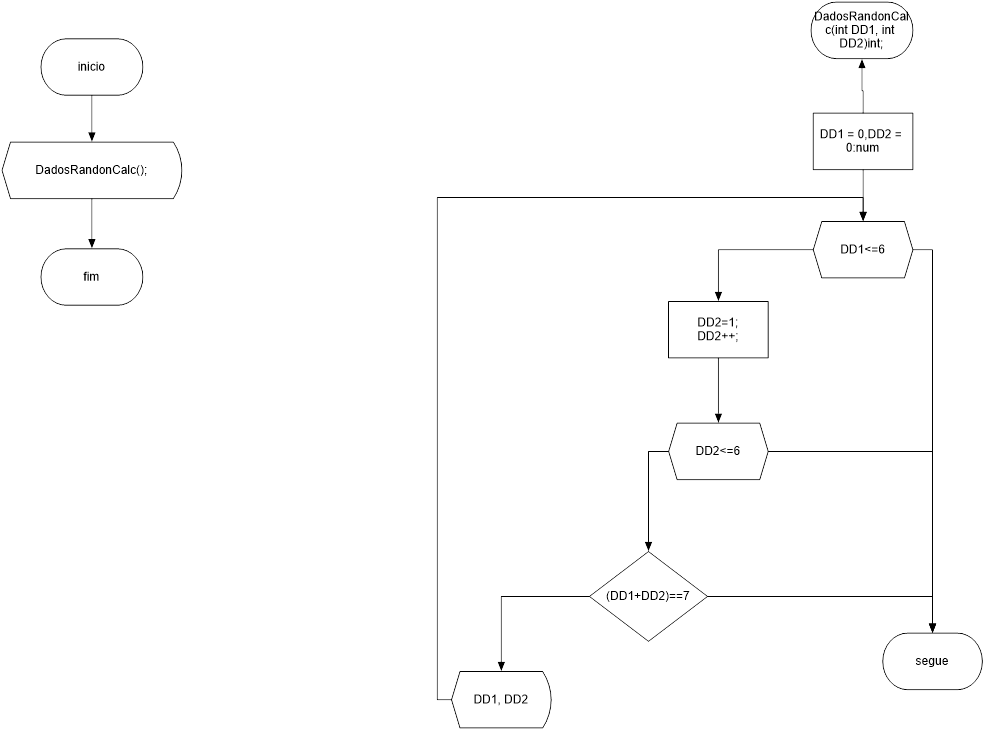 inicio
DadosRandonCalc();
fim
DadosRandonCal
c(int DD1, int
DD2)int;
DD1 = 0,DD2 =
0:num
DD1<=6
DD2=1;
DD2++;
DD2<=6
(DD1+DD2)==7
segue
DD1, DD2